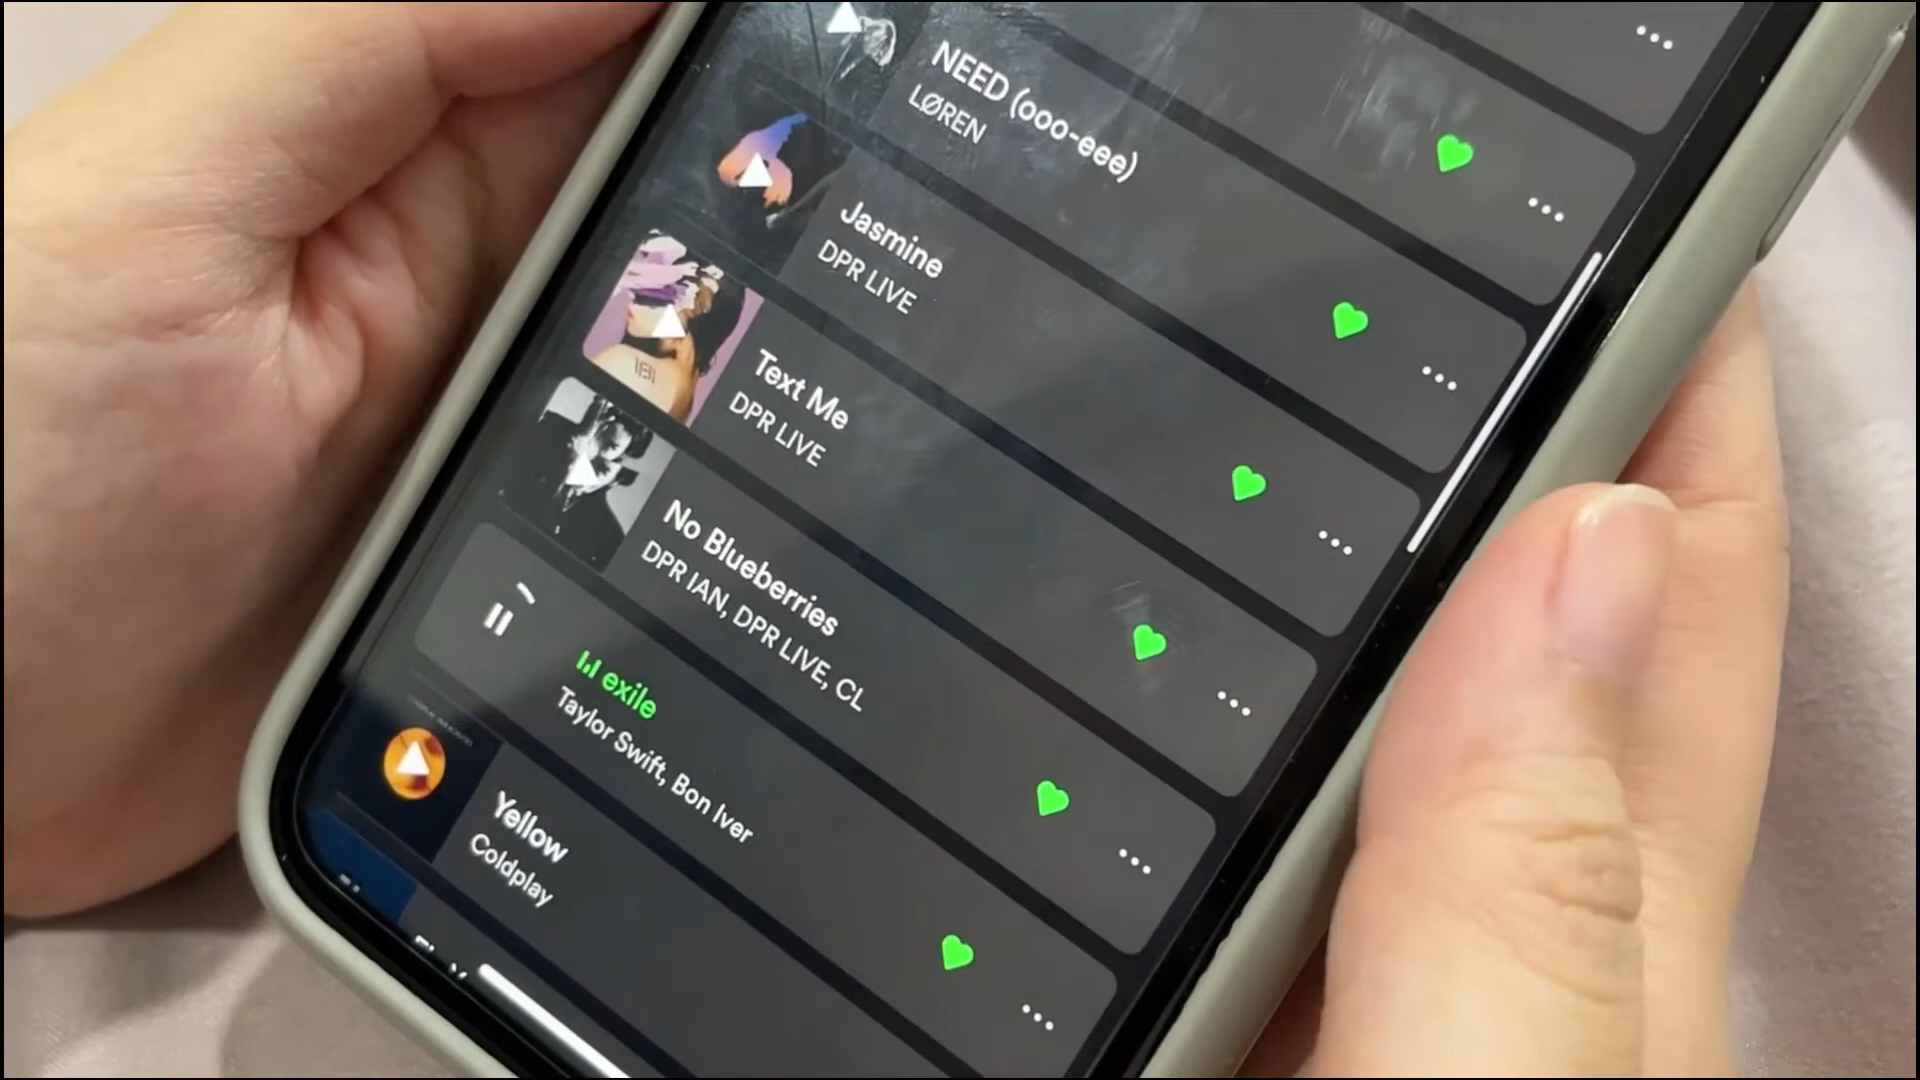 NEED (ooo-eee)
LØREN
Jasmine
DPR LIVE
Text Me
DPR LIVE
No Blueberries
DPR IAN, DPR LIVE, CL
exile
Taylor Swift, Bon Iver
Yellow
Coldplay